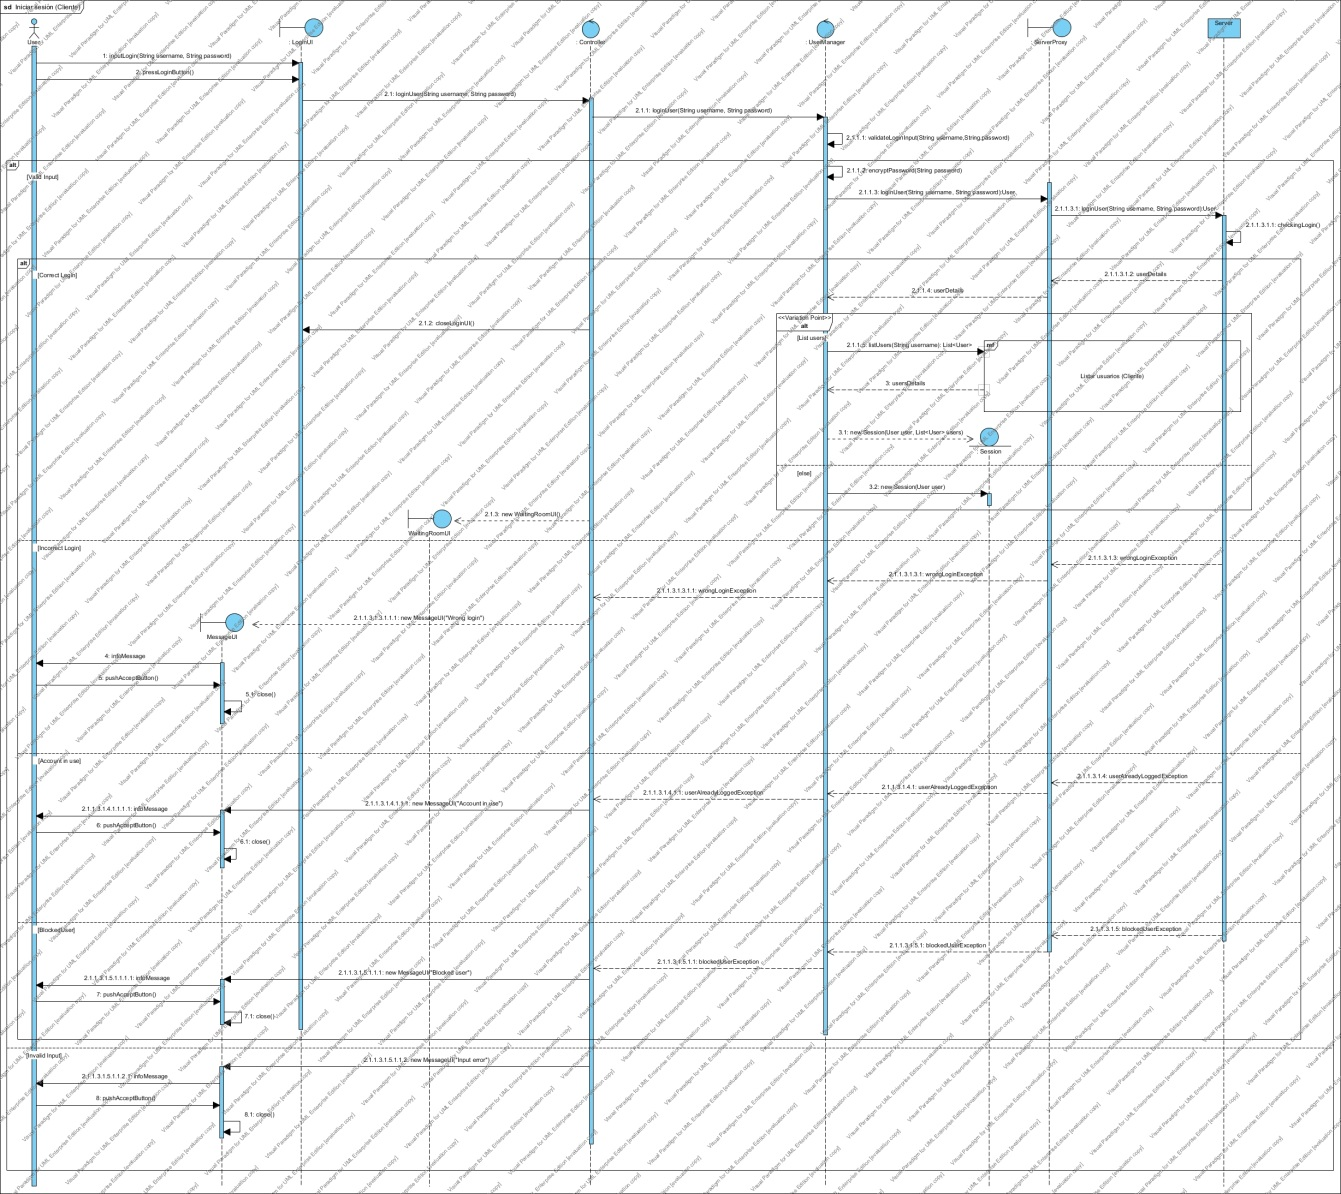 sd Iniciar sesión (Cliente)
User
LoginUI
Controller
UserManager
ServerProxy
Server
1: inputLogin(String username, String password)
2: pressLoginButton()
2.1: loginUser(String username, String password)
2.1.1: loginUser(String username, String password)
2.1.1.1: validateLoginInput(String username,String password)
alt
[Valid Input]
2.1.1.2: encryptPassword(String password)
2.1.1.3: loginUser(String username, String password):User
2.1.1.3.1: loginUser(String username, String password):User
2.1.1.3.1.1: checkingLogin()
alt
[Correct Login]
2.1.1.3.1.2: userDetails
2.1.1.4: userDetails
<<Variation Point>>
alt
2.1.2: closeLoginUI()
[List users]
2.1.1.5: listUsers(String username): List<User>
ref
Listar usuarios (Cliente)
3: usersDetails
3.1: new Session(User user, List<User> users)
Session
[else]
3.2: new Session(User user)
2.1.3: new WaitingRoomUI()
WaitingRoomUI
[Incorrect Login]
2.1.1.3.1.3: wrongLoginException
2.1.1.3.1.3.1: wrongLoginException
2.1.1.3.1.3.1.1: wrongLoginException
2.1.1.3.1.3.1.1.1: new MessageUI("Wrong login")
MessageUI
4: infoMessage
5: pushAcceptButton()
5.1: close()
[Account in use]
2.1.1.3.1.4: userAlreadyLoggedException
2.1.1.3.1.4.1: userAlreadyLoggedException
2.1.1.3.1.4.1.1: userAlreadyLoggedException
2.1.1.3.1.4.1.1.1: new MessageUI("Account in use")
2.1.1.3.1.4.1.1.1.1: infoMessage
6: pushAcceptButton()
6.1: close()
[BlockedUser]
2.1.1.3.1.5: blockedUserException
2.1.1.3.1.5.1: blockedUserException
2.1.1.3.1.5.1.1: blockedUserException
2.1.1.3.1.5.1.1.1: new MessageUI("Blocked user")
2.1.1.3.1.5.1.1.1.1: infoMessage
7: pushAcceptButton()
7.1: close()
[Invalid Input]
2.1.1.3.1.5.1.1.2: new MessageUI("Input error")
2.1.1.3.1.5.1.1.2.1: infoMessage
8: pushAcceptButton()
8.1: close()
Visual Paradigm for UML Enterprise Edition [evaluation copy]